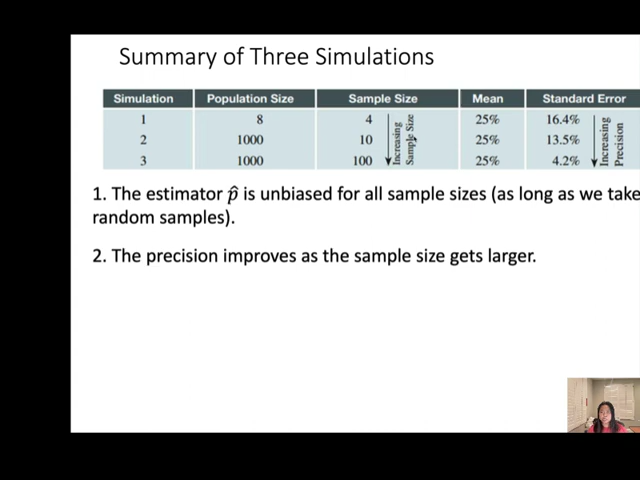 Summary of Three Simulations
Simulation Population Size Sample Size Mean Standard Error
1 8 4 25% 16.4%
2 1000 10 25% 13.5%
3 1000 100 25% 4.2%
Increasing
Sample Size
Increasing
Precision
1. The estimator p̂ is unbiased for all sample sizes (as long as we take
random samples).
2. The precision improves as the sample size gets larger.